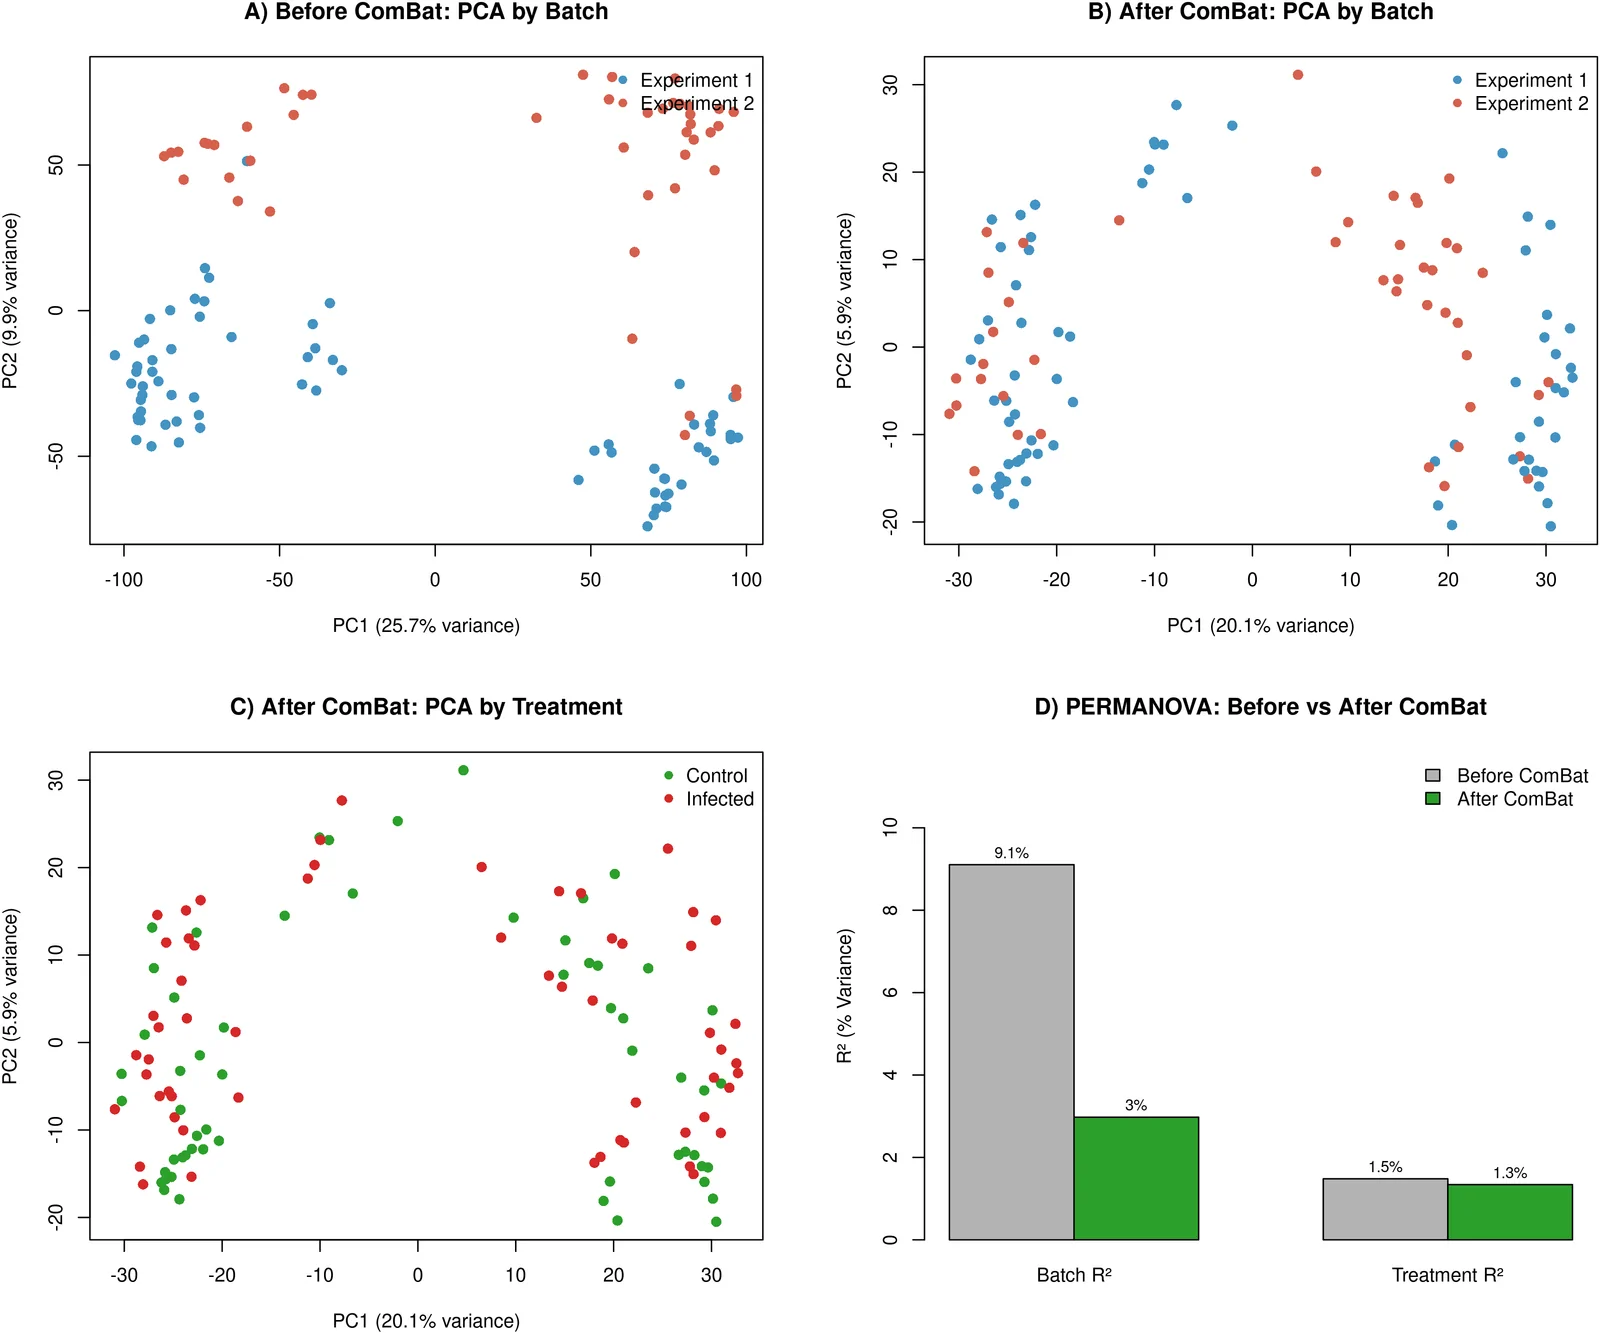 A) Before ComBat: PCA by Batch
Experiment 1
Experiment 2
PC2 (9.9% variance)
50
0
-50
-100 -50 0 50 100
PC1 (25.7% variance)
B) After ComBat: PCA by Batch
Experiment 1
Experiment 2
PC2 (5.9% variance)
30
20
10
0
-10
-20
-30 -20 -10 0 10 20 30
PC1 (20.1% variance)
C) After ComBat: PCA by Treatment
Control
Infected
PC2 (5.9% variance)
30
20
10
0
-10
-20
-30 -20 -10 0 10 20 30
PC1 (20.1% variance)
D) PERMANOVA: Before vs After ComBat
Before ComBat
After ComBat
R² (% Variance)
10
8
6
4
2
0
9.1%
3%
1.5%
1.3%
Batch R² Treatment R²